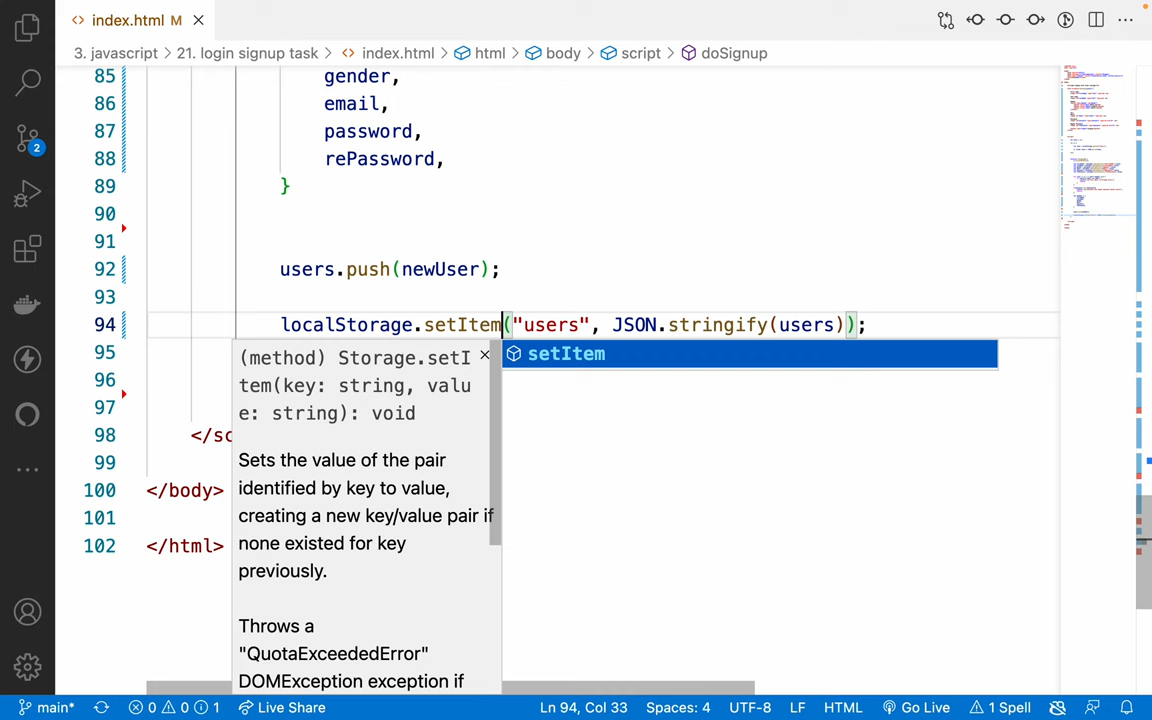 index.html M
3. javascript > 21. login signup task > index.html > html > body > script > doSignup
85 gender,
86 email,
87 password,
88 rePassword,
89 }
90
91
92 users.push(newUser);
93
94 localStorage.setItem("users", JSON.stringify(users));
95
96
97
98 </sc
99
100 </body>
101
102 </html>
setItem
(method) Storage.setI
tem(key: string, valu
e: string): void
Sets the value of the pair
identified by key to value,
creating a new key/value pair if
none existed for key
previously.
Throws a
"QuotaExceededError"
DOMException exception if
2
main* 0 0 1 Live Share Ln 94, Col 33 Spaces: 4 UTF-8 LF HTML Go Live 1 Spell